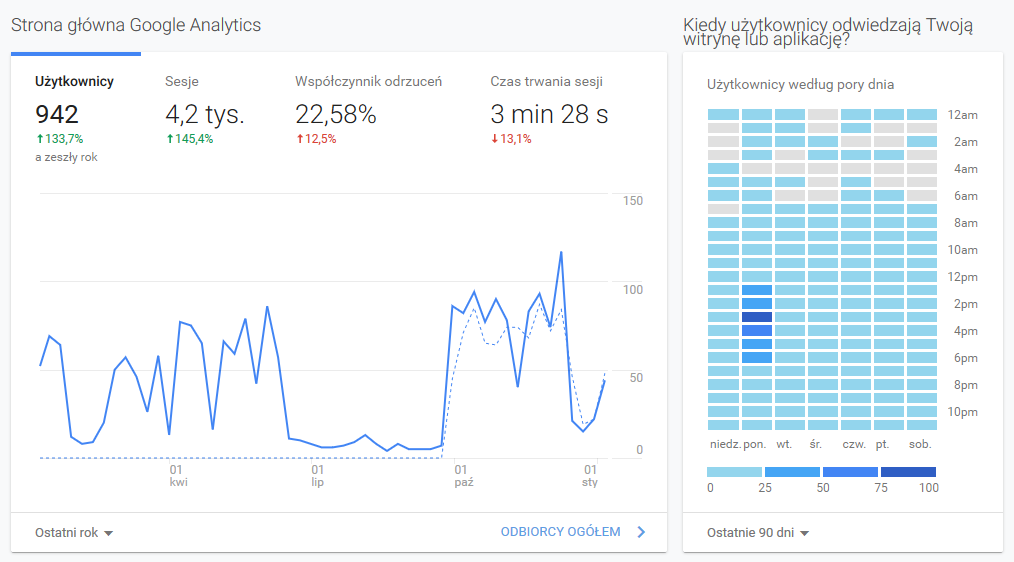 Strona główna Google Analytics
Użytkownicy
942
133,7%
a zeszły rok
Sesje
4,2 tys.
145,4%
Współczynnik odrzuceń
22,58%
12,5%
Czas trwania sesji
3 min 28 s
13,1%
150
100
50
0
01
kwi
01
lip
01
paź
01
sty
Ostatni rok
ODBIORCY OGÓŁEM
Kiedy użytkownicy odwiedzają Twoją
witrynę lub aplikację?
Użytkownicy według pory dnia
12am
2am
4am
6am
8am
10am
12pm
2pm
4pm
6pm
8pm
10pm
niedz. pon. wt. śr. czw. pt. sob.
0 25 50 75 100
Ostatnie 90 dni